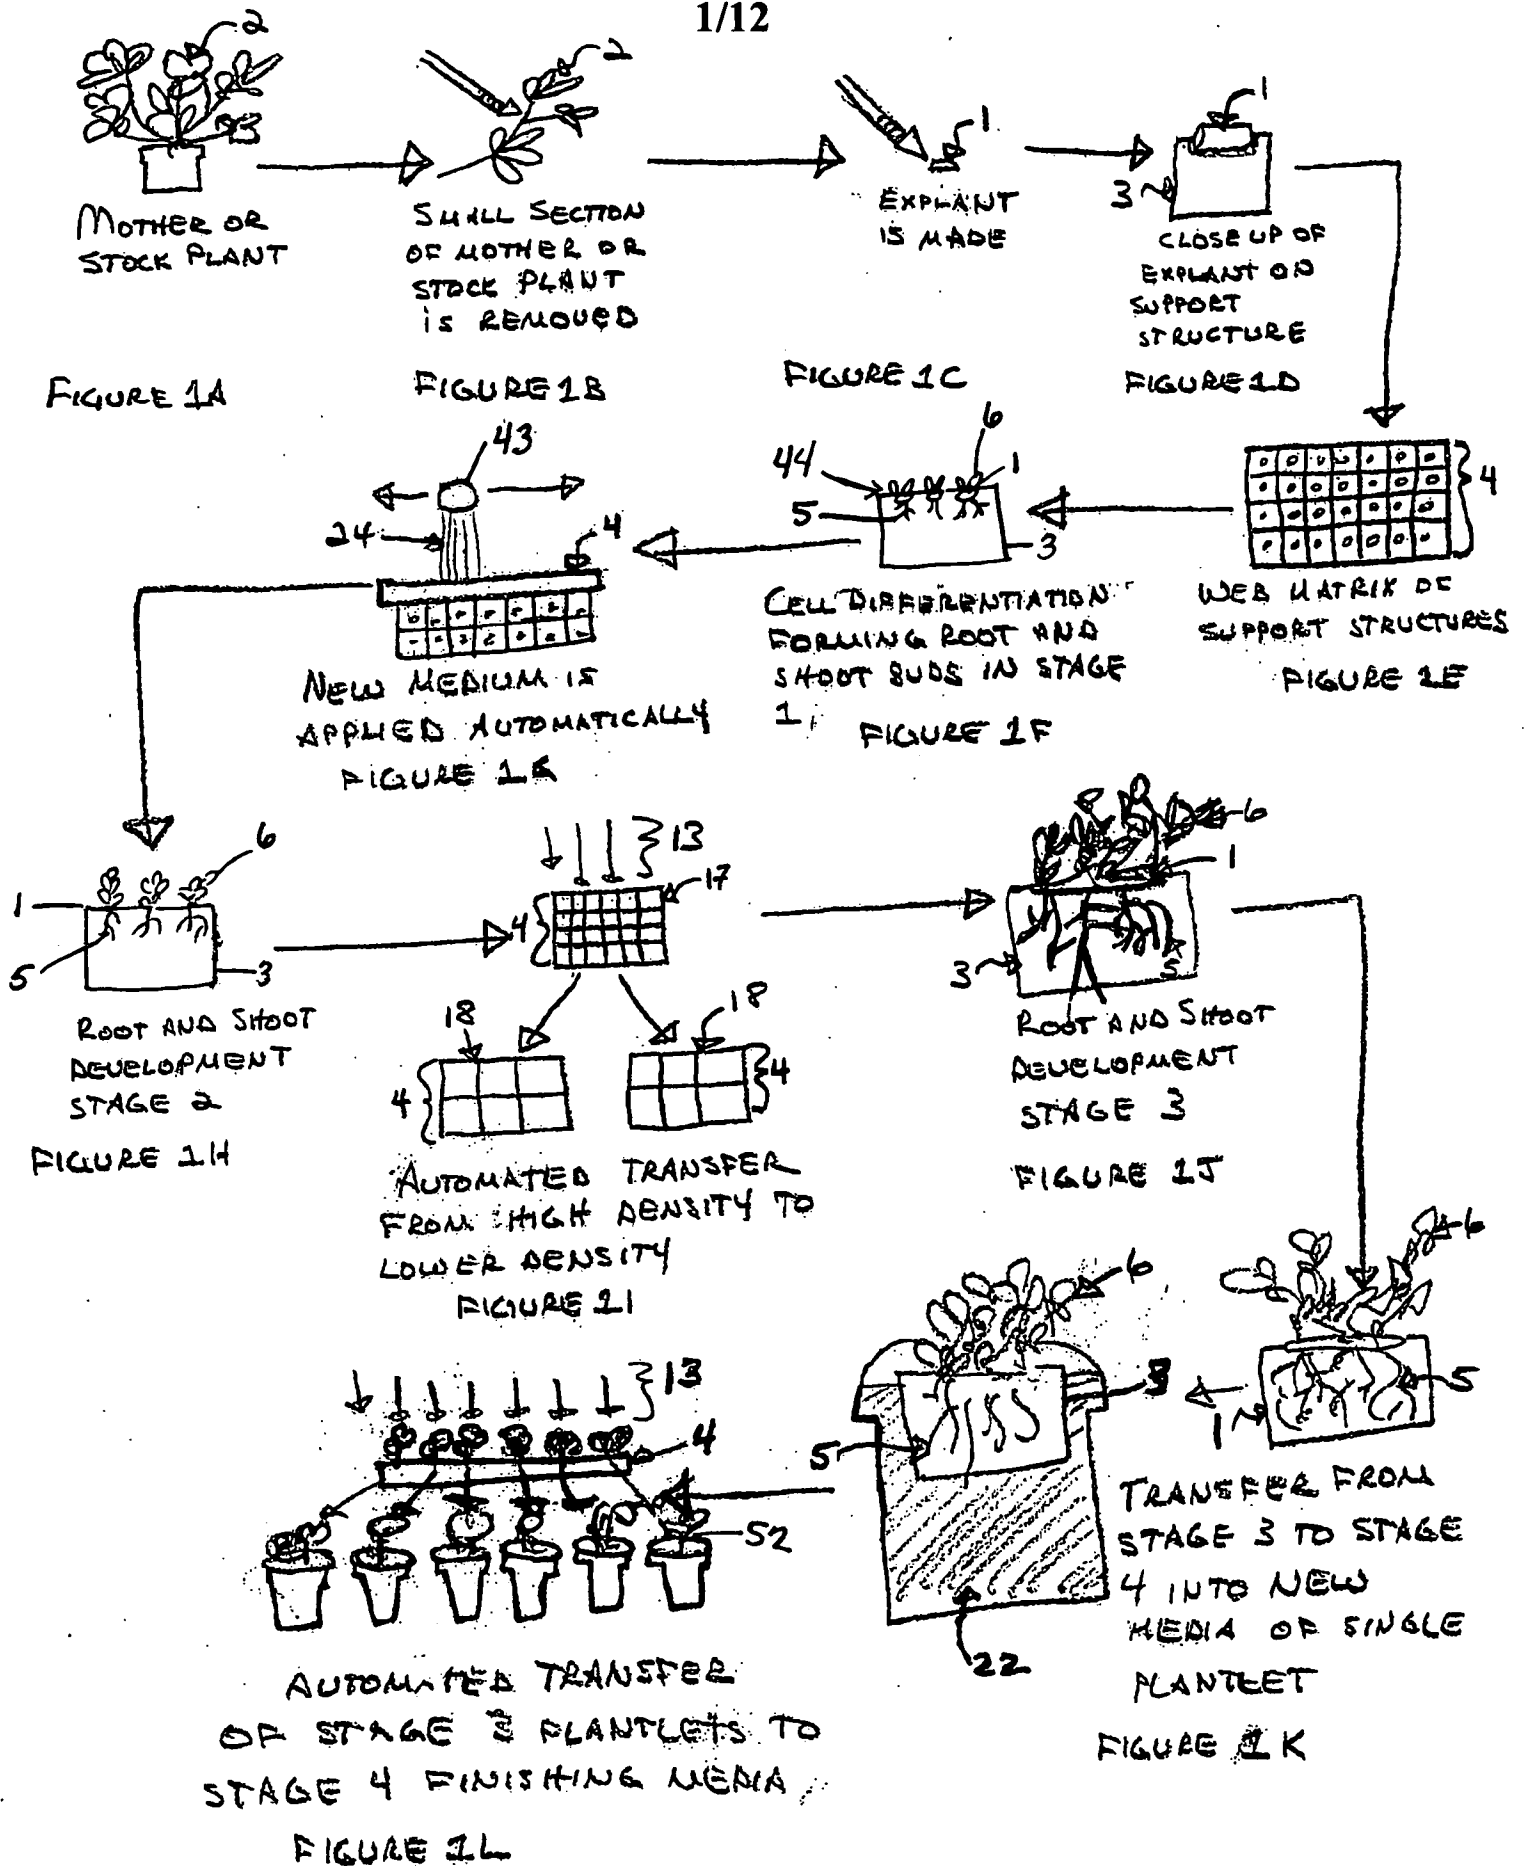 1/12
2
MOTHER OR
STOCK PLANT
FIGURE 1A
2
SMALL SECTION
OF MOTHER OR
STOCK PLANT
IS REMOVED
FIGURE 1B
1
EXPLANT
IS MADE
FIGURE 1C
1
3
CLOSE UP OF
EXPLANT ON
SUPPORT
STRUCTURE
FIGURE 1D
4
WEB MATRIX OF
SUPPORT STRUCTURES
FIGURE 1E
6
44
1
5
3
CELL DIFFERENTIATION
FORMING ROOT AND
SHOOT BUDS IN STAGE
1,
FIGURE 1F
43
24
4
NEW MEDIUM IS
APPLIED AUTOMATICALLY
FIGURE 1G
6
1
5
3
ROOT AND SHOOT
DEVELOPMENT
STAGE 2
FIGURE 1H
13
17
4
18
18
4
4
AUTOMATED TRANSFER
FROM HIGH DENSITY TO
LOWER DENSITY
FIGURE 1I
6
1
3
5
ROOT AND SHOOT
DEVELOPMENT
STAGE 3
FIGURE 1J
6
5
1
TRANSFER FROM
STAGE 3 TO STAGE
4 INTO NEW
MEDIA OF SINGLE
PLANTLET
FIGURE 1K
6
3
5
22
13
4
52
AUTOMATED TRANSFER
OF STAGE 3 PLANTLETS TO
STAGE 4 FINISHING MEDIA
FIGURE 1L